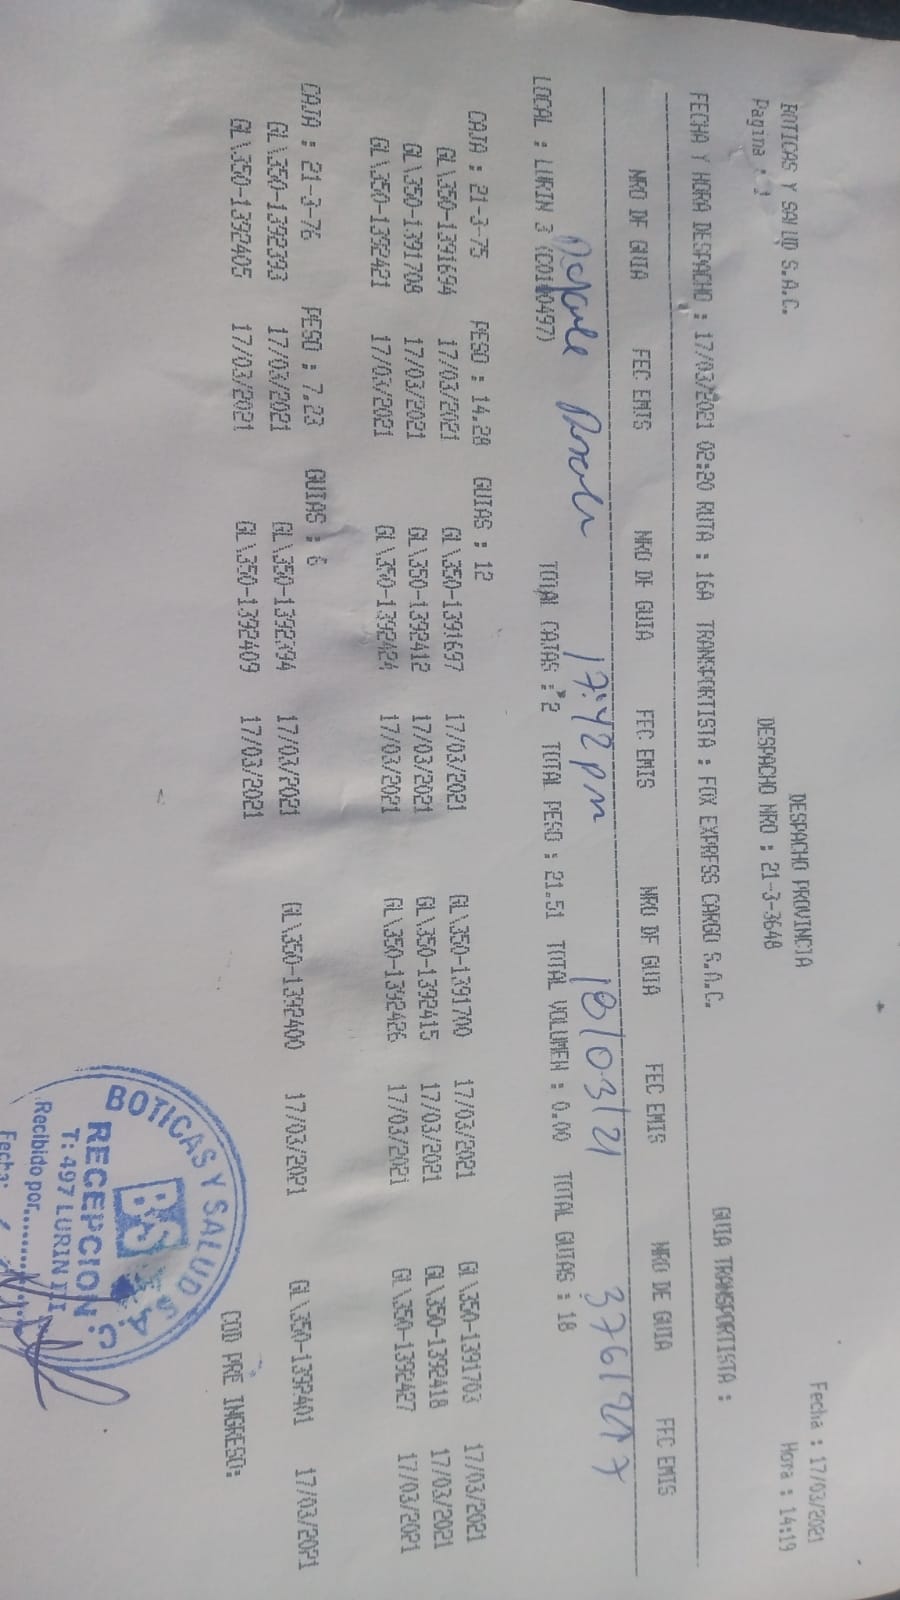 BOTICAS Y SALUD S.A.C. DESPACHO PROVINCIA Fecha : 17/03/2021
Pagina : 1 DESPACHO NRO : 21-3-3648 Hora : 14:19
FECHA Y HORA DESPACHO : 17/03/2021 02:20 RUTA : 16A TRANSPORTISTA : FOX EXPRESS CARGO S.A.C. GUIA TRANSPORTISTA :
NRO DE GUIA FEC EMIS NRO DE GUIA FEC EMIS NRO DE GUIA FEC EMIS NRO DE GUIA FEC EMIS
17:42 pm 18/03/21
LOCAL : LURIN 3 TOTAL CAJAS : 2 TOTAL PESO : 21.51 TOTAL VOLUMEN : 0.00 TOTAL GUIAS : 18
CAJA : 21-3-75 PESO : 14.28 GUIAS : 12
GL\350-1391694 17/03/2021 GL\350-1391697 17/03/2021 GL\350-1391700 17/03/2021 GL\350-1391703 17/03/2021
GL\350-1391708 17/03/2021 GL\350-1392412 17/03/2021 GL\350-1392415 17/03/2021 GL\350-1392418 17/03/2021
GL\350-1392421 17/03/2021 GL\350-1392424 17/03/2021 GL\350-1392426 17/03/2021 GL\350-1392427 17/03/2021
CAJA : 21-3-76 PESO : 7.23 GUIAS : 6
GL\350-1392393 17/03/2021 GL\350-1392394 17/03/2021 GL\350-1392400 17/03/2021 GL\350-1392401 17/03/2021
GL\350-1392405 17/03/2021 GL\350-1392409 17/03/2021
COD PRE INGRESO:
BOTICAS Y SALUD S.A.C.
BS
RECEPCION
T: 497 LURIN III
Recibido por........
Fecha: